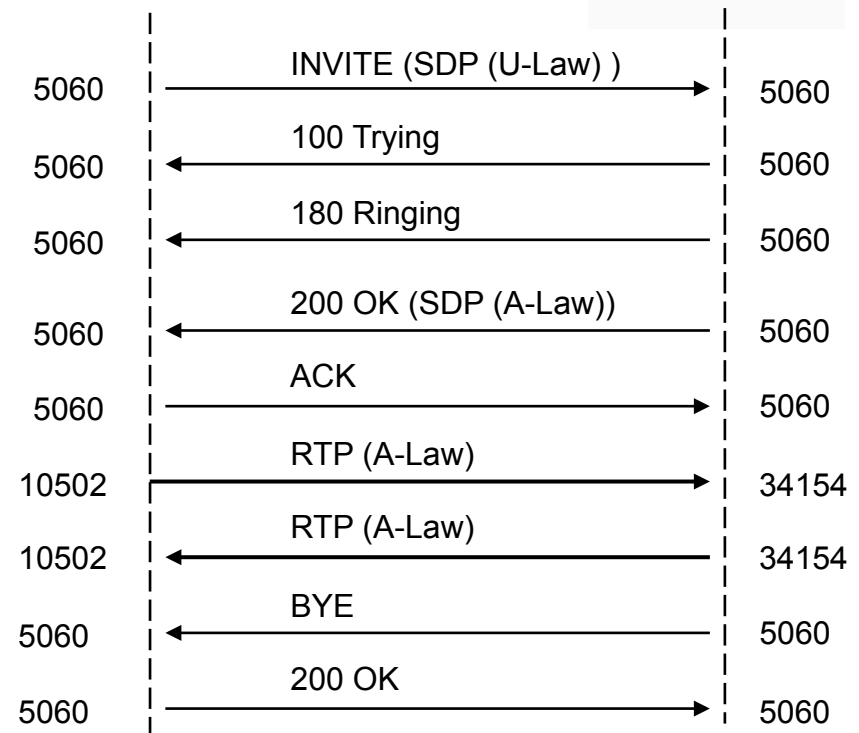 INVITE (SDP (U-Law) )
5060 5060
100 Trying
5060 5060
180 Ringing
5060 5060
200 OK (SDP (A-Law))
5060 5060
ACK
5060 5060
RTP (A-Law)
10502 34154
RTP (A-Law)
10502 34154
BYE
5060 5060
200 OK
5060 5060